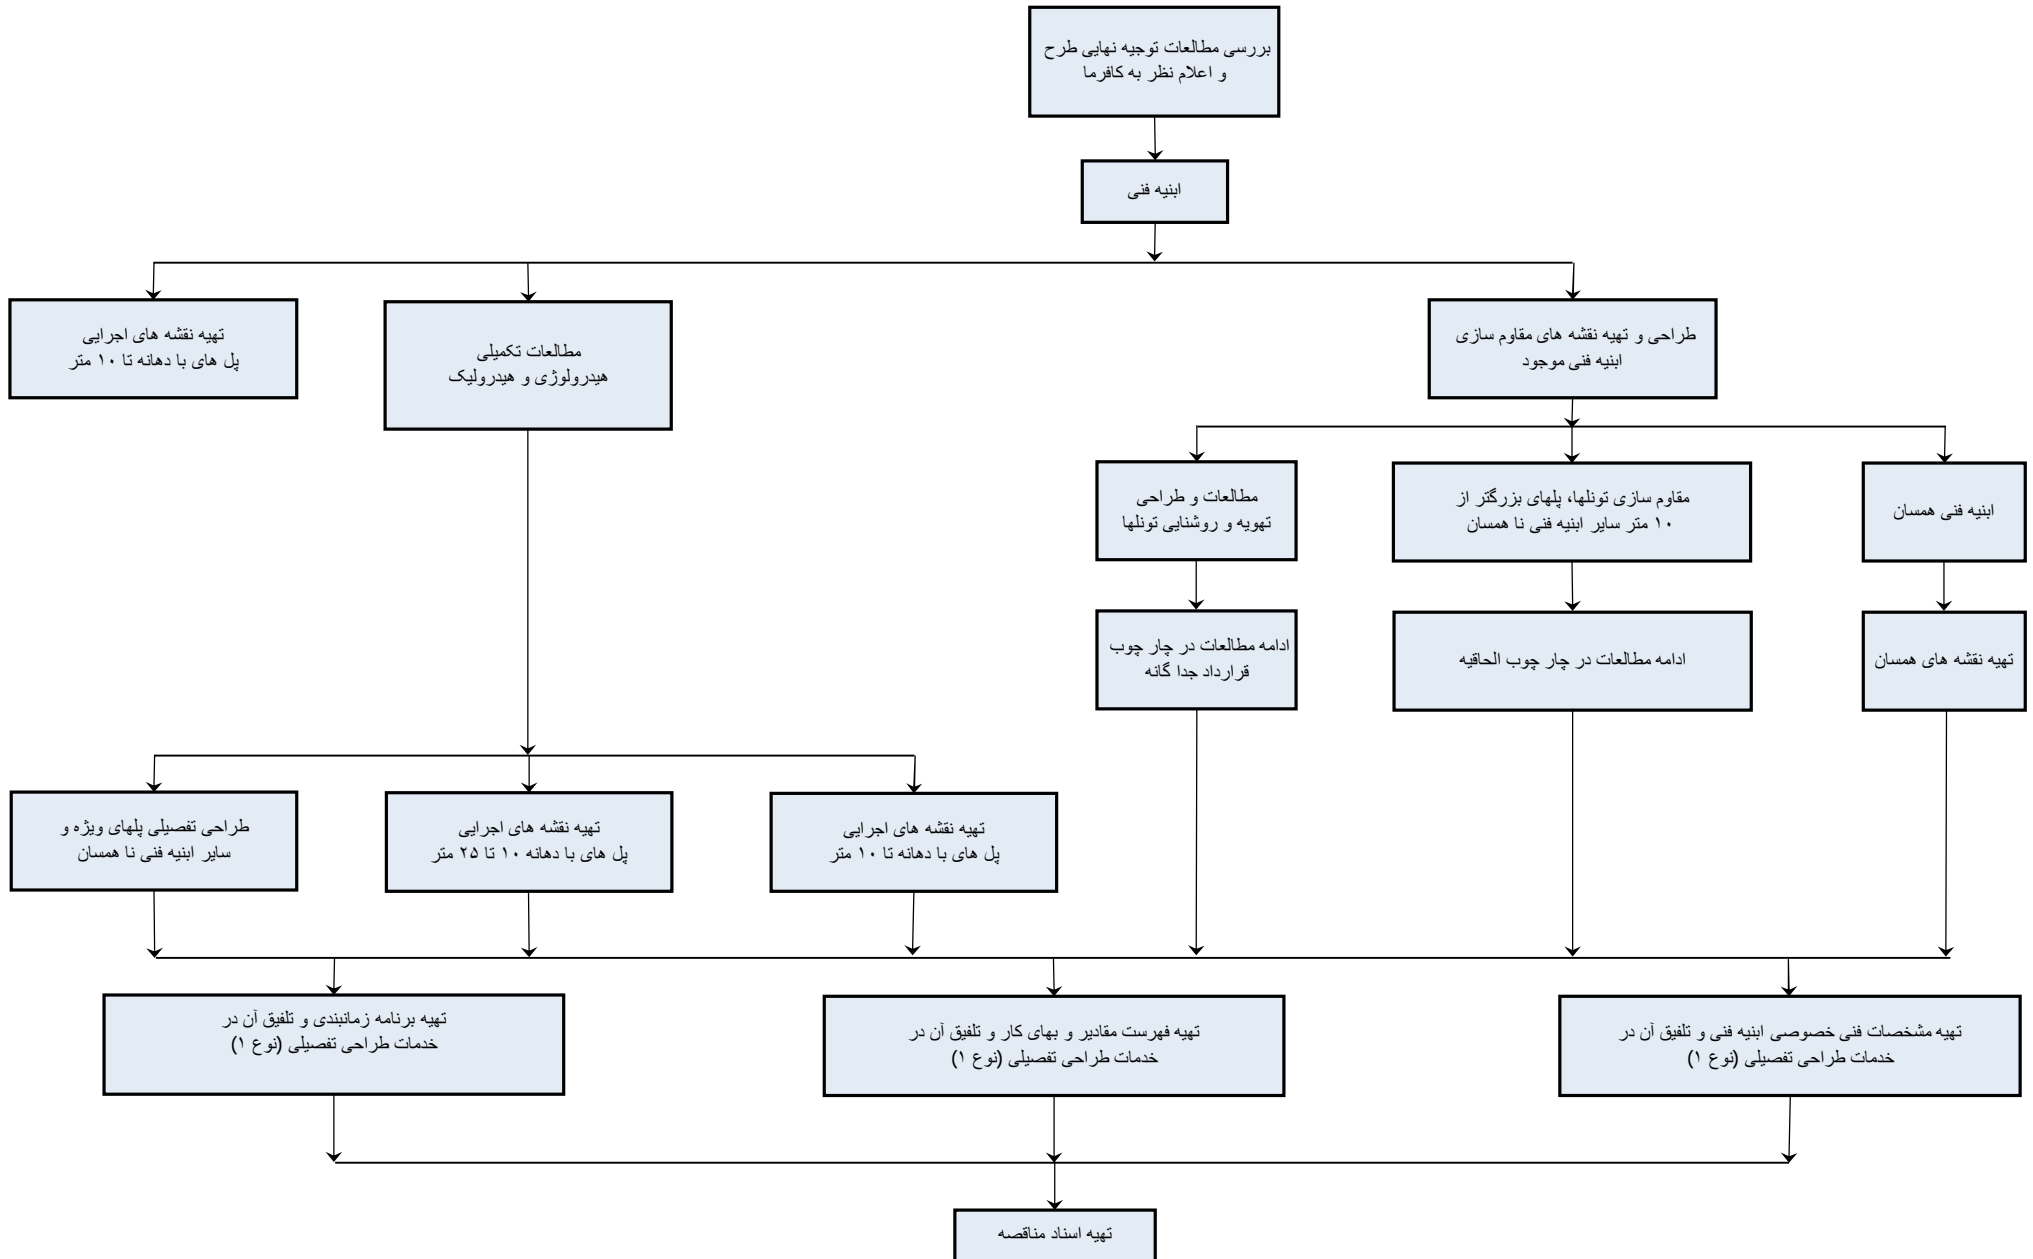 بررسی مطالعات توجیه نهایی طرح
و اعلام نظر به کافرما
ابنیه فنی
طراحی و تهیه نقشه های مقاوم سازی
ابنیه فنی موجود
مطالعات تکمیلی
هیدرولوژی و هیدرولیک
تهیه نقشه های اجرایی
پل های با دهانه تا ۱۰ متر
ابنیه فنی همسان
مقاوم سازی تونلها، پلهای بزرگتر از
۱۰ متر سایر ابنیه فنی نا همسان
مطالعات و طراحی
تهویه و روشنایی تونلها
تهیه نقشه های همسان
ادامه مطالعات در چار چوب الحاقیه
ادامه مطالعات در چار چوب
قرارداد جدا گانه
تهیه نقشه های اجرایی
پل های با دهانه تا ۱۰ متر
تهیه نقشه های اجرایی
پل های با دهانه ۱۰ تا ۲۵ متر
طراحی تفصیلی پلهای ویژه و
سایر ابنیه فنی نا همسان
تهیه مشخصات فنی خصوصی ابنیه فنی و تلفیق آن در
خدمات طراحی تفصیلی (نوع ۱)
تهیه فهرست مقادیر و بهای کار و تلفیق آن در
خدمات طراحی تفصیلی (نوع ۱)
تهیه برنامه زمانبندی و تلفیق آن در
خدمات طراحی تفصیلی (نوع ۱)
تهیه اسناد مناقصه